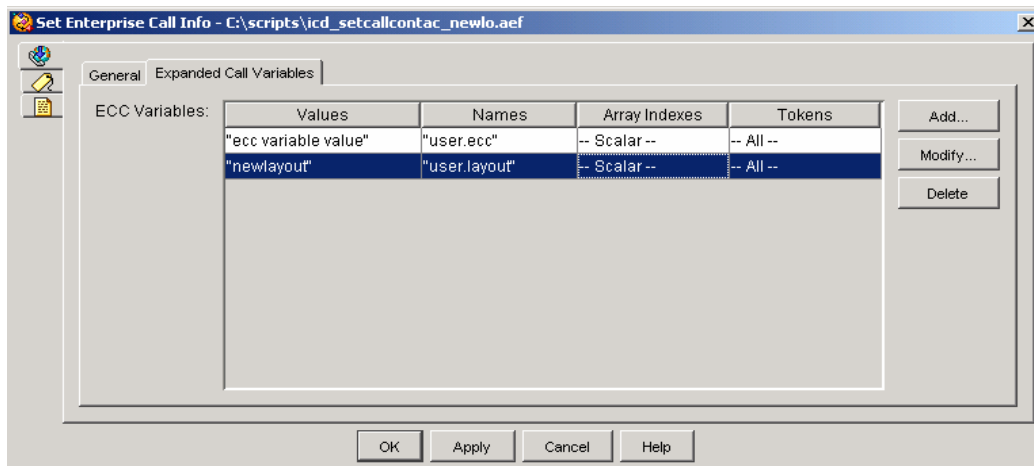 Set Enterprise Call Info - C:\scripts\icd_setcallcontac_newlo.aef
General Expanded Call Variables
ECC Variables: Values Names Array Indexes Tokens Add...
"ecc variable value" "user.ecc" -- Scalar -- -- All --
"newlayout" "user.layout" -- Scalar -- -- All -- Modify...
Delete
OK Apply Cancel Help